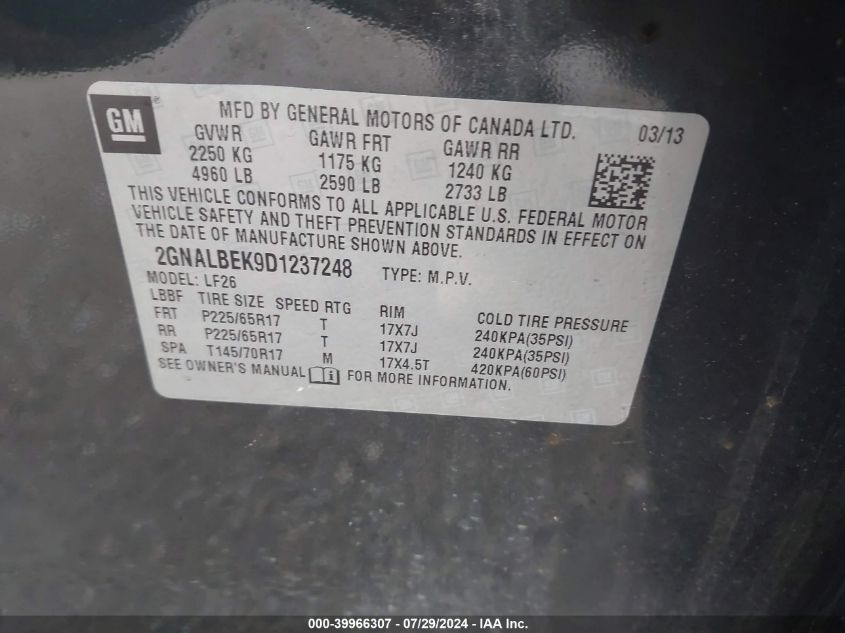 GM
MFD BY GENERAL MOTORS OF CANADA LTD. 03/13
GVWR GAWR FRT GAWR RR
2250 KG 1175 KG 1240 KG
4960 LB 2590 LB 2733 LB
THIS VEHICLE CONFORMS TO ALL APPLICABLE U.S. FEDERAL MOTOR
VEHICLE SAFETY AND THEFT PREVENTION STANDARDS IN EFFECT ON
THE DATE OF MANUFACTURE SHOWN ABOVE.
2GNALBEK9D1237248 TYPE: M.P.V.
MODEL: LF26
LBBF TIRE SIZE SPEED RTG RIM COLD TIRE PRESSURE
FRT P225/65R17 T 17X7J 240KPA(35PSI)
RR P225/65R17 T 17X7J 240KPA(35PSI)
SPA T145/70R17 M 17X4.5T 420KPA(60PSI)
SEE OWNER'S MANUAL FOR MORE INFORMATION.
000-39966307 - 07/29/2024 - IAA Inc.